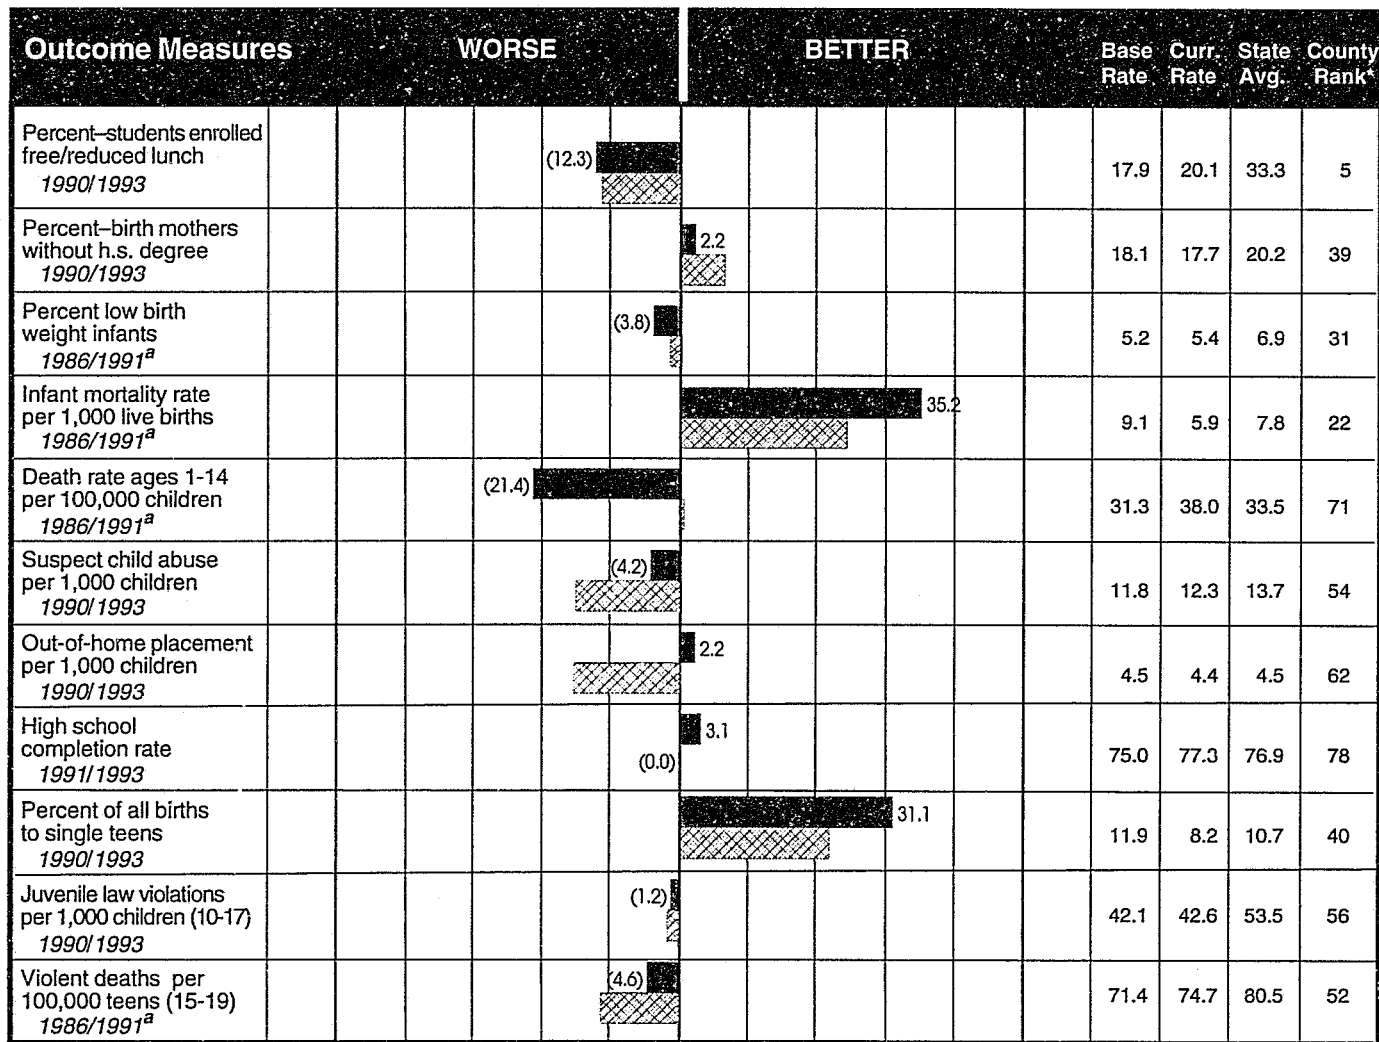 Outcome Measures WORSE BETTER Base Rate Curr. Rate State Avg. County Rank*
Percent–students enrolled
free/reduced lunch
1990/1993
(12.3) 17.9 20.1 33.3 5
Percent–birth mothers
without h.s. degree
1990/1993
2.2 18.1 17.7 20.2 39
Percent low birth
weight infants
1986/1991a
(3.8) 5.2 5.4 6.9 31
Infant mortality rate
per 1,000 live births
1986/1991a
35.2 9.1 5.9 7.8 22
Death rate ages 1-14
per 100,000 children
1986/1991a
(21.4) 31.3 38.0 33.5 71
Suspect child abuse
per 1,000 children
1990/1993
(4.2) 11.8 12.3 13.7 54
Out-of-home placement
per 1,000 children
1990/1993
2.2 4.5 4.4 4.5 62
High school
completion rate
1991/1993
3.1 (0.0) 75.0 77.3 76.9 78
Percent of all births
to single teens
1990/1993
31.1 11.9 8.2 10.7 40
Juvenile law violations
per 1,000 children (10-17)
1990/1993
(1.2) 42.1 42.6 53.5 56
Violent deaths per
100,000 teens (15-19)
1986/1991a
(4.6) 71.4 74.7 80.5 52